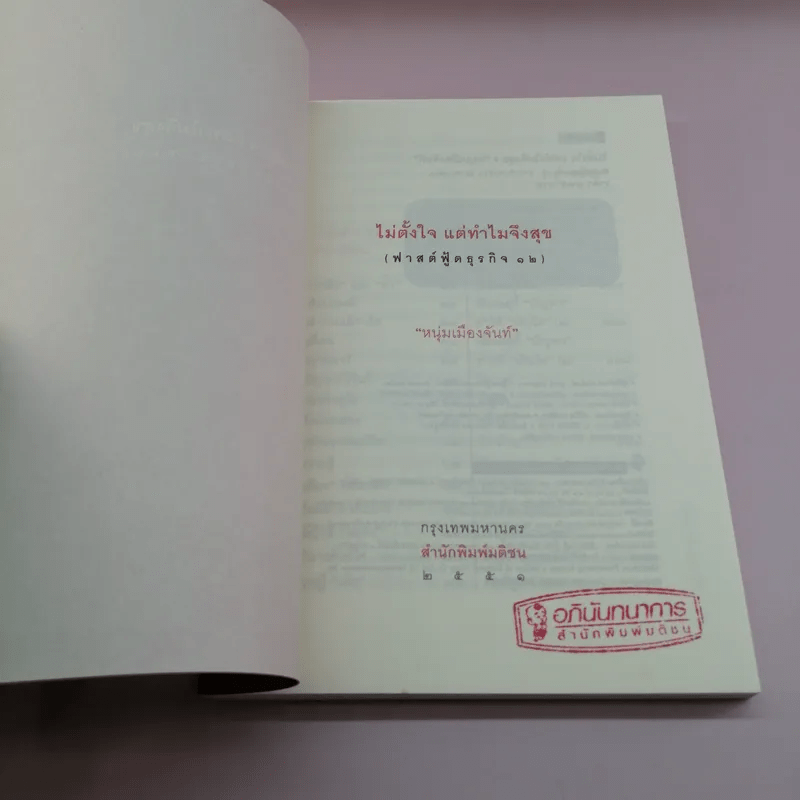 ไม่ตั้งใจ แต่ทำไมจึงสุข
(ฟาสต์ฟู้ดธุรกิจ ๑๒)
"หนุ่มเมืองจันท์"
กรุงเทพมหานคร
สำนักพิมพ์มติชน
๒๕๕๑
อภินันทนาการ
สำนักพิมพ์มติชน